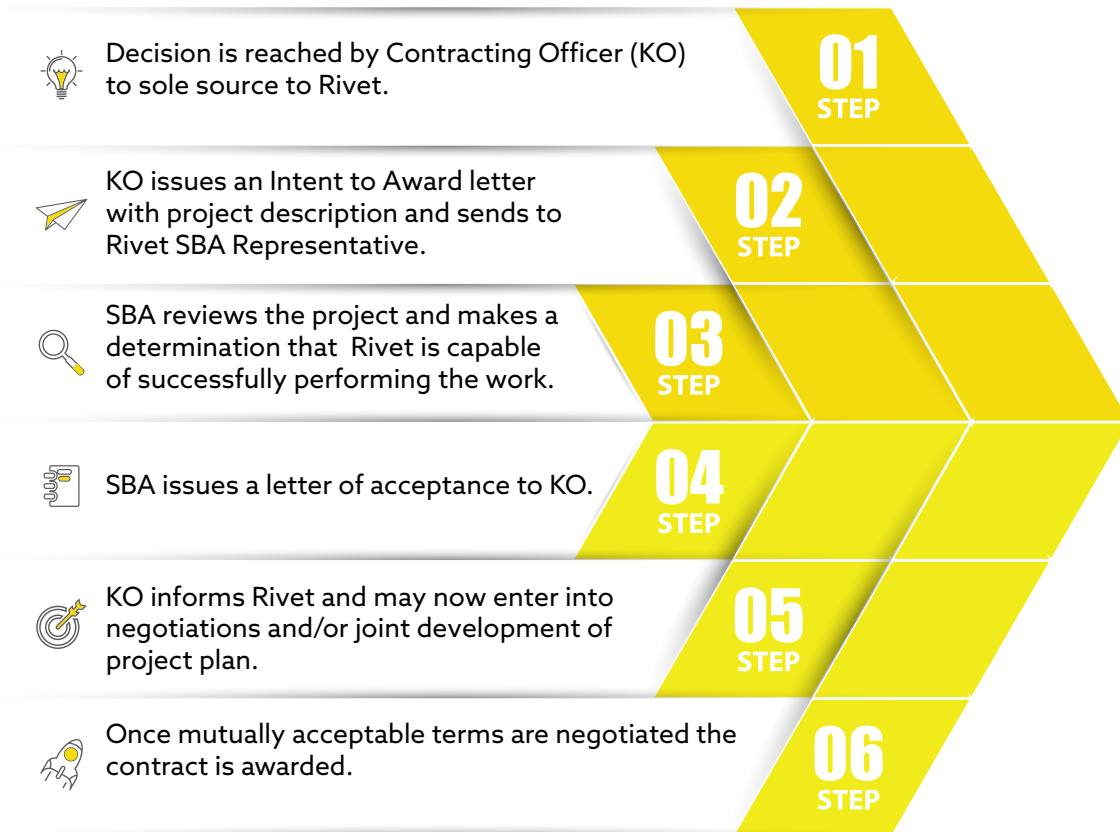 Decision is reached by Contracting Officer (KO)
to sole source to Rivet.
01
STEP
KO issues an Intent to Award letter
with project description and sends to
Rivet SBA Representative.
02
STEP
SBA reviews the project and makes a
determination that  Rivet is capable
of successfully performing the work.
03
STEP
SBA issues a letter of acceptance to KO.
04
STEP
KO informs Rivet and may now enter into
negotiations and/or joint development of
project plan.
05
STEP
Once mutually acceptable terms are negotiated the
contract is awarded.
06
STEP